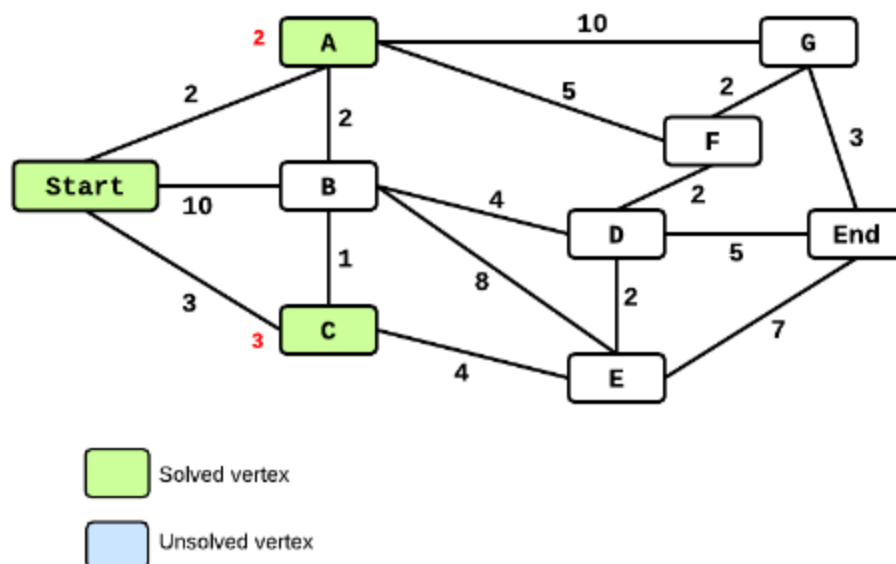 10
2 A G
2 5 2
2 F 3
Start B
10 4 2
D End
1 5
8 2
3 7
C
3
4 E
Solved vertex
Unsolved vertex